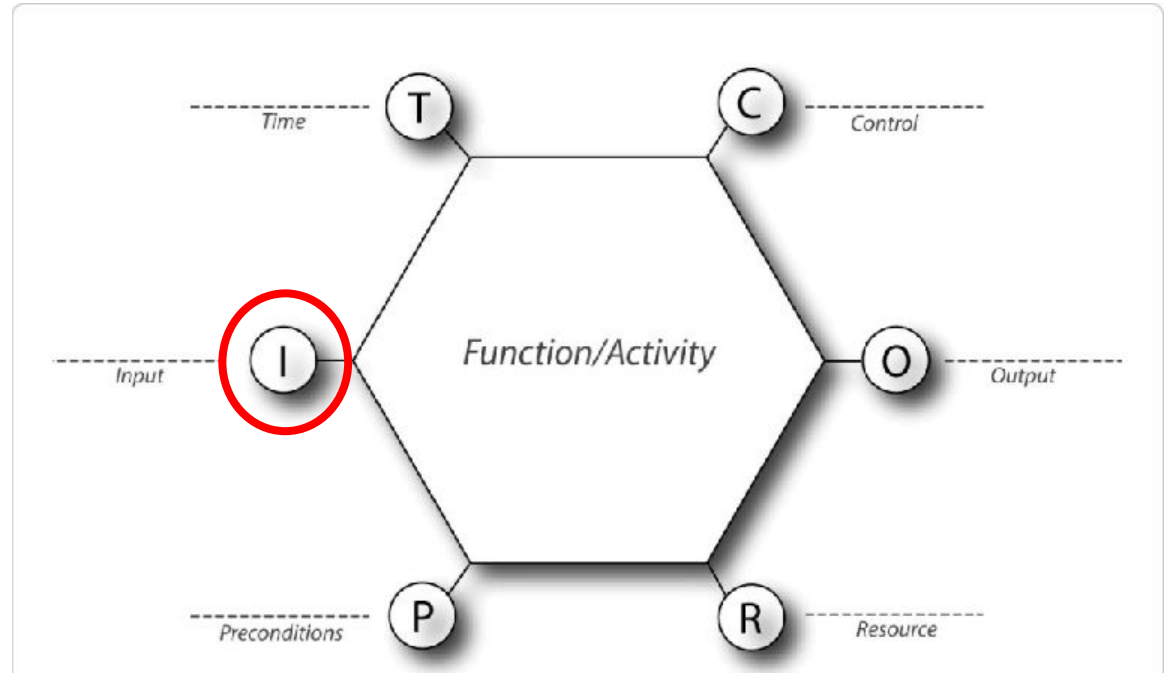 T
C
Time
Control
I
Function/Activity
O
Input
Output
P
R
Preconditions
Resource